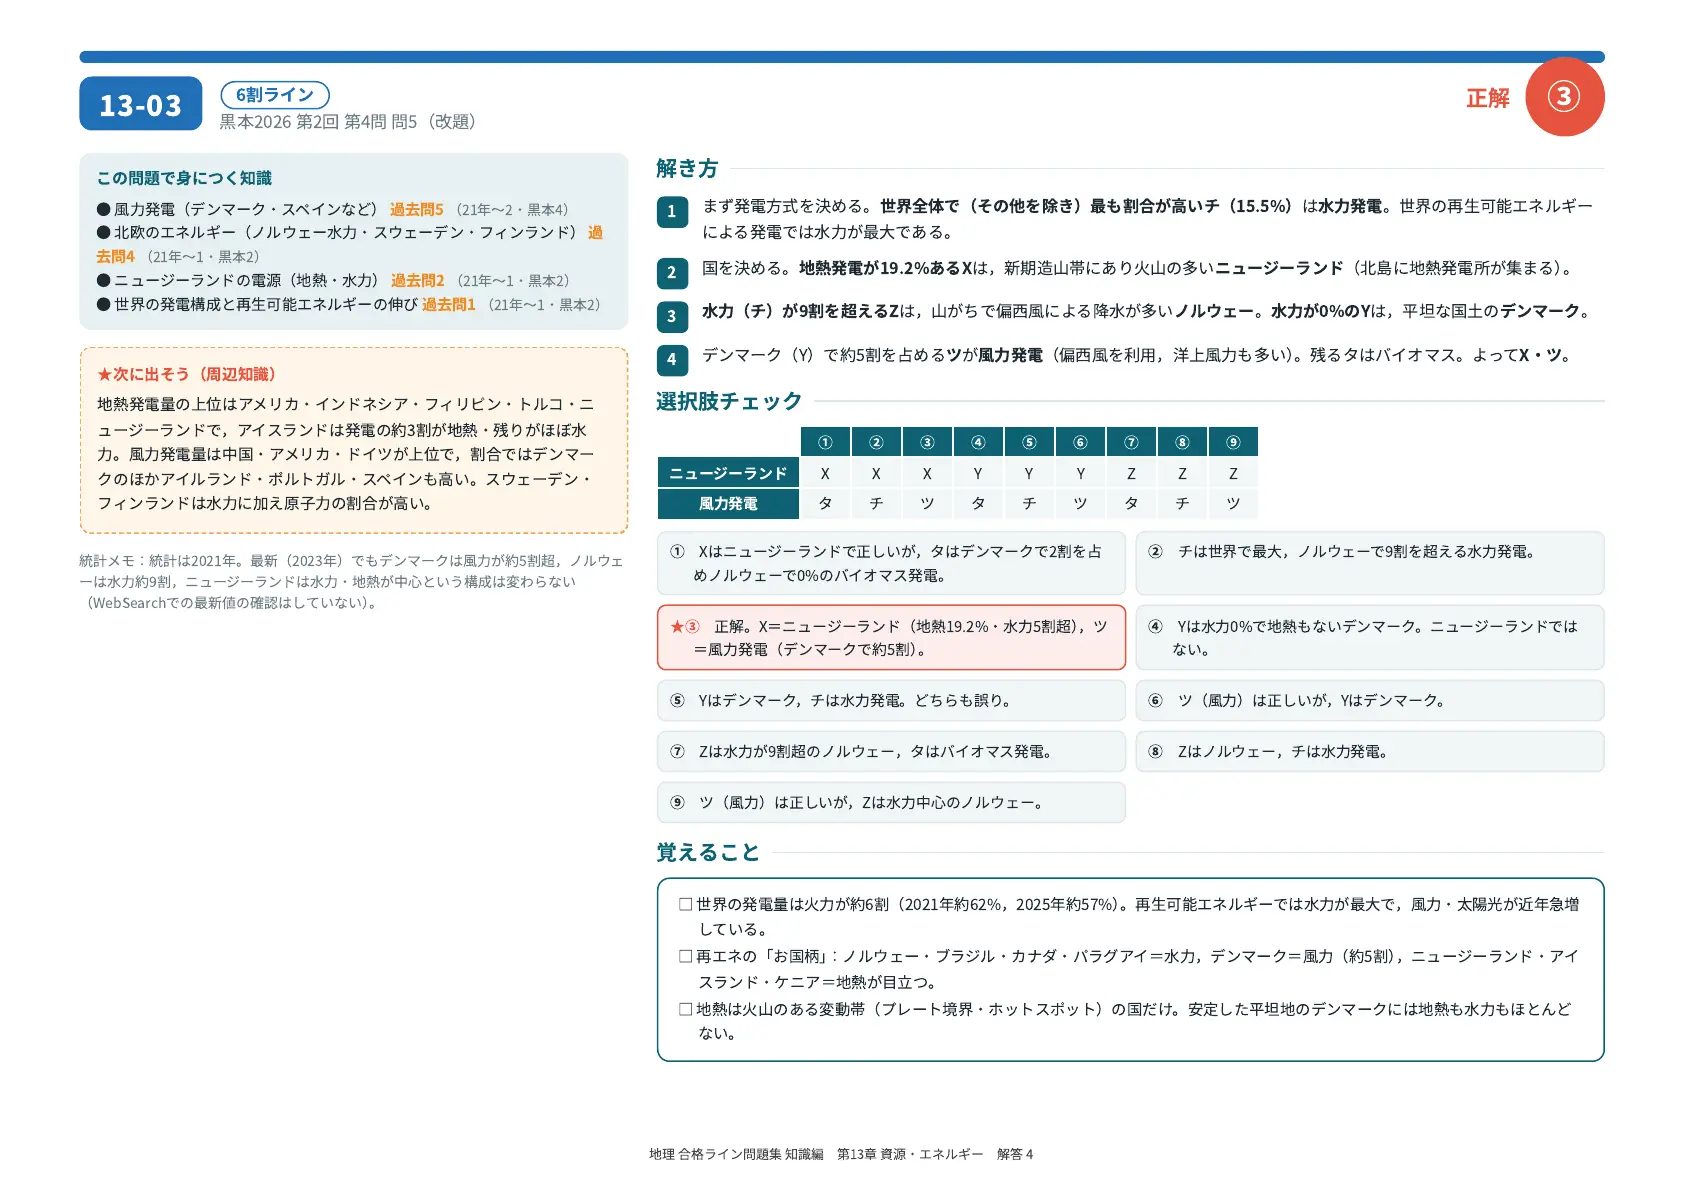 13-03
6割ライン
黒本2026 第2回 第4問 問5（改題）
正解 ③
この問題で身につく知識
● 風力発電（デンマーク・スペインなど） 過去問5 （21年〜2・黒本4）
● 北欧のエネルギー（ノルウェー水力・スウェーデン・フィンランド） 過
去問4 （21年〜1・黒本2）
● ニュージーランドの電源（地熱・水力） 過去問2 （21年〜1・黒本2）
● 世界の発電構成と再生可能エネルギーの伸び 過去問1 （21年〜1・黒本2）
★次に出そう（周辺知識）
地熱発電量の上位はアメリカ・インドネシア・フィリピン・トルコ・ニ
ュージーランドで，アイスランドは発電の約3割が地熱・残りがほぼ水
力。風力発電量は中国・アメリカ・ドイツが上位で，割合ではデンマー
クのほかアイルランド・ポルトガル・スペインも高い。スウェーデン・
フィンランドは水力に加え原子力の割合が高い。
統計メモ：統計は2021年。最新（2023年）でもデンマークは風力が約5割超，ノルウェ
ーは水力約9割，ニュージーランドは水力・地熱が中心という構成は変わらない
（WebSearchでの最新値の確認はしていない）。
解き方
1 まず発電方式を決める。世界全体で（その他を除き）最も割合が高いチ（15.5%）は水力発電。世界の再生可能エネルギー
による発電では水力が最大である。
2 国を決める。地熱発電が19.2%あるXは，新期造山帯にあり火山の多いニュージーランド（北島に地熱発電所が集まる）。
3 水力（チ）が9割を超えるZは，山がちで偏西風による降水が多いノルウェー。水力が0%のYは，平坦な国土のデンマーク。
4 デンマーク（Y）で約5割を占めるツが風力発電（偏西風を利用，洋上風力も多い）。残るタはバイオマス。よってX・ツ。
選択肢チェック
① ② ③ ④ ⑤ ⑥ ⑦ ⑧ ⑨
ニュージーランド X X X Y Y Y Z Z Z
風力発電 タ チ ツ タ チ ツ タ チ ツ
① Xはニュージーランドで正しいが，タはデンマークで2割を占
めノルウェーで0%のバイオマス発電。
② チは世界で最大，ノルウェーで9割を超える水力発電。
★③ 正解。X＝ニュージーランド（地熱19.2%・水力5割超），ツ
＝風力発電（デンマークで約5割）。
④ Yは水力0%で地熱もないデンマーク。ニュージーランドでは
ない。
⑤ Yはデンマーク，チは水力発電。どちらも誤り。
⑥ ツ（風力）は正しいが，Yはデンマーク。
⑦ Zは水力が9割超のノルウェー，タはバイオマス発電。
⑧ Zはノルウェー，チは水力発電。
⑨ ツ（風力）は正しいが，Zは水力中心のノルウェー。
覚えること
□ 世界の発電量は火力が約6割（2021年約62%，2025年約57%）。再生可能エネルギーでは水力が最大で，風力・太陽光が近年急増
している。
□ 再エネの「お国柄」：ノルウェー・ブラジル・カナダ・パラグアイ＝水力，デンマーク＝風力（約5割），ニュージーランド・アイ
スランド・ケニア＝地熱が目立つ。
□ 地熱は火山のある変動帯（プレート境界・ホットスポット）の国だけ。安定した平坦地のデンマークには地熱も水力もほとんど
ない。
地理 合格ライン問題集 知識編 第13章 資源・エネルギー 解答 4